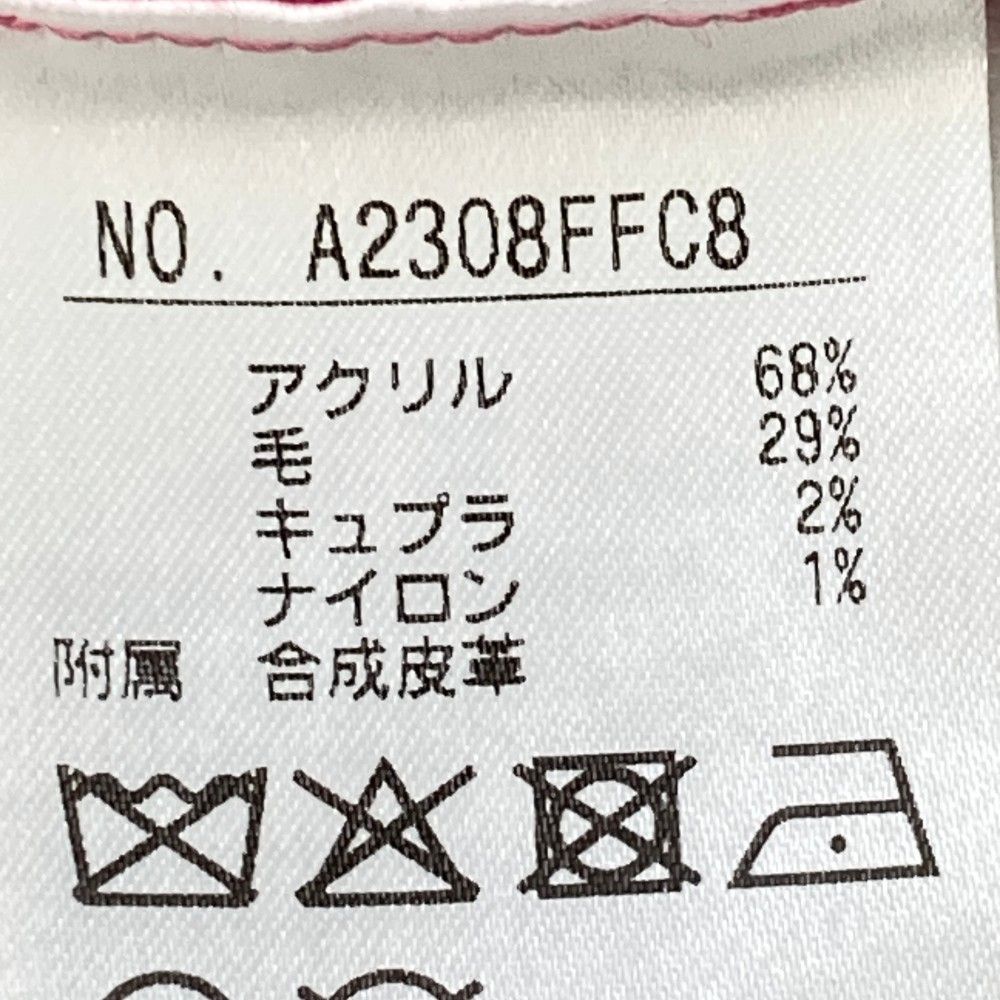 NO. A2308FFC8
アクリル 68%
毛 29%
キュプラ 2%
ナイロン 1%
附属 合成皮革